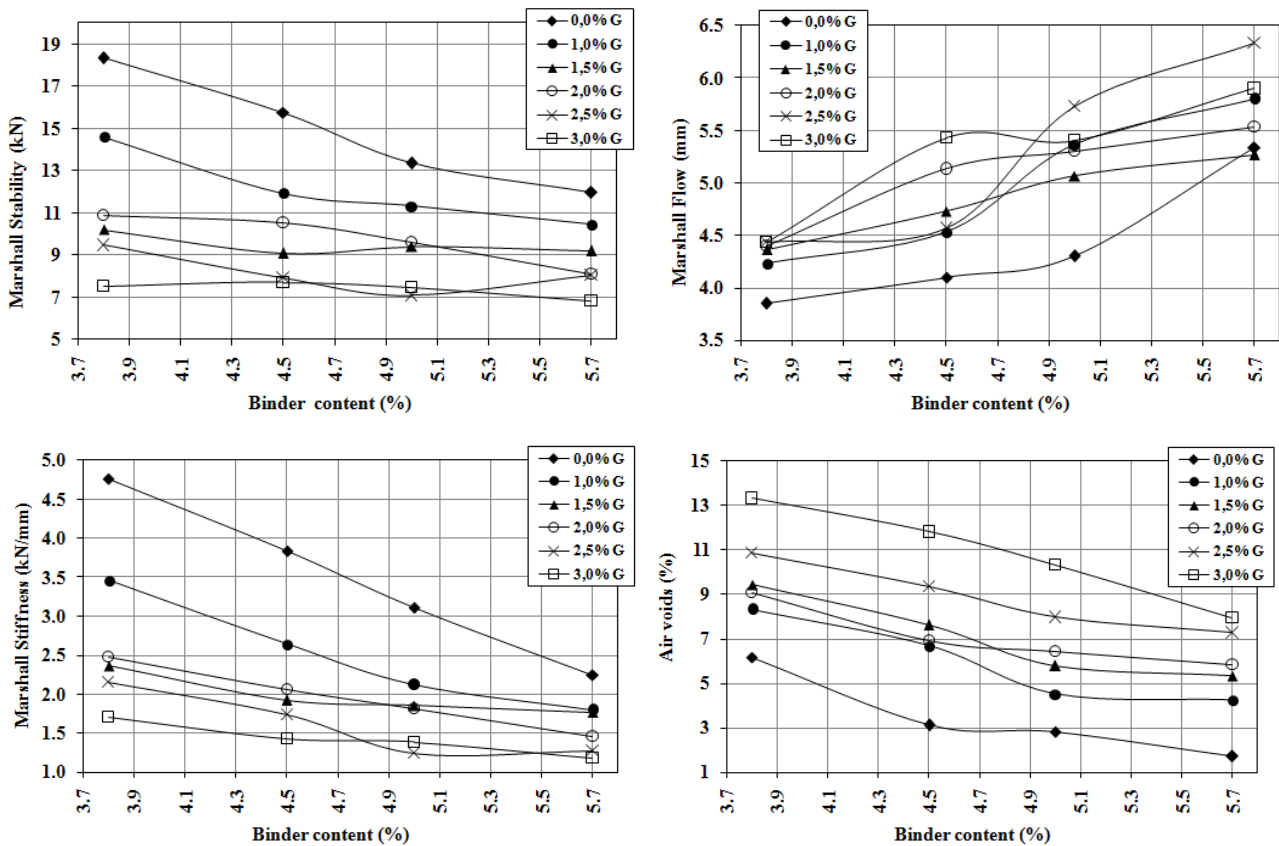 19
17
15
13
11
9
7
5
Marshall Stability (kN)
0,0% G
1,0% G
1,5% G
2,0% G
2,5% G
3,0% G
3.7 3.9 4.1 4.3 4.5 4.7 4.9 5.1 5.3 5.5 5.7
Binder content (%)
6.5
6.0
5.5
5.0
4.5
4.0
3.5
Marshall Flow (mm)
0,0% G
1,0% G
1,5% G
2,0% G
2,5% G
3,0% G
3.7 3.9 4.1 4.3 4.5 4.7 4.9 5.1 5.3 5.5 5.7
Binder content (%)
5.0
4.5
4.0
3.5
3.0
2.5
2.0
1.5
1.0
Marshall Stiffness (kN/mm)
0,0% G
1,0% G
1,5% G
2,0% G
2,5% G
3,0% G
3.7 3.9 4.1 4.3 4.5 4.7 4.9 5.1 5.3 5.5 5.7
Binder content (%)
15
13
11
9
7
5
3
1
Air voids (%)
0,0% G
1,0% G
1,5% G
2,0% G
2,5% G
3,0% G
3.7 3.9 4.1 4.3 4.5 4.7 4.9 5.1 5.3 5.5 5.7
Binder content (%)